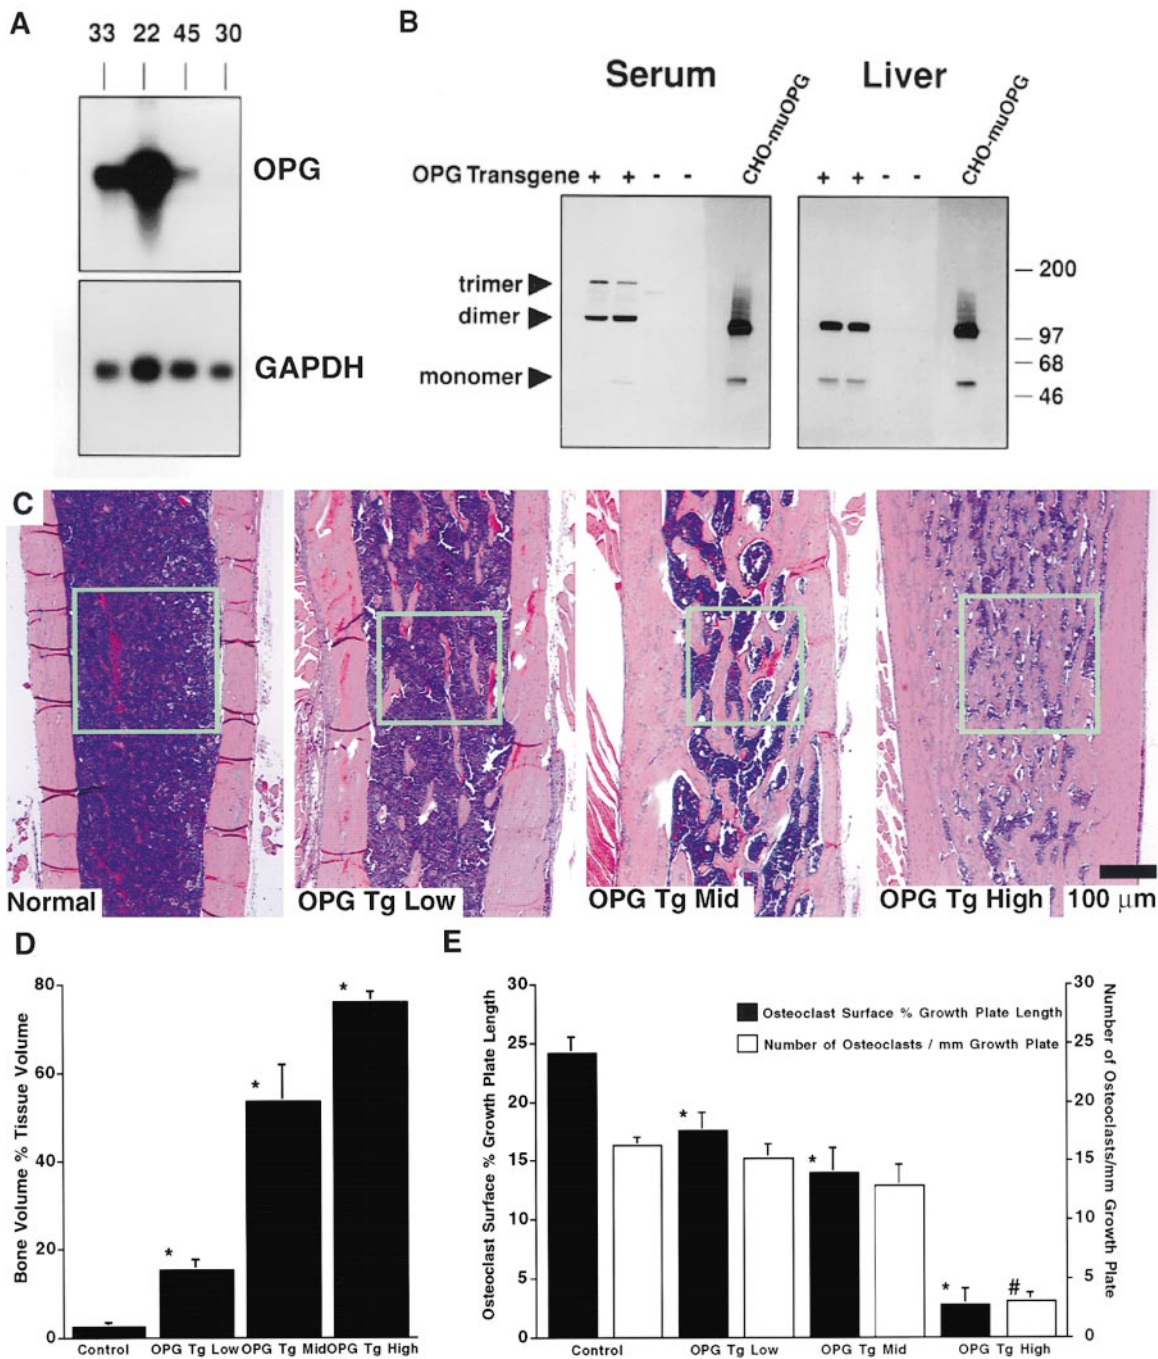 A
33 22 45 30
OPG
GAPDH
B
Serum Liver
OPG Transgene + + - - CHO-muOPG + + - - CHO-muOPG
trimer
dimer
monomer
200
97
68
46
C
Normal
OPG Tg Low
OPG Tg Mid
OPG Tg High 100 μm
D
Bone Volume % Tissue Volume
80
60
40
20
0
*
*
*
Control OPG Tg Low OPG Tg Mid OPG Tg High
E
Osteoclast Surface % Growth Plate Length
30
25
20
15
10
5
0
Osteoclast Surface % Growth Plate Length
Number of Osteoclasts / mm Growth Plate
*
*
*
#
Control OPG Tg Low OPG Tg Mid OPG Tg High
30
25
20
15
10
5
0
Number of Osteoclasts/mm Growth Plate